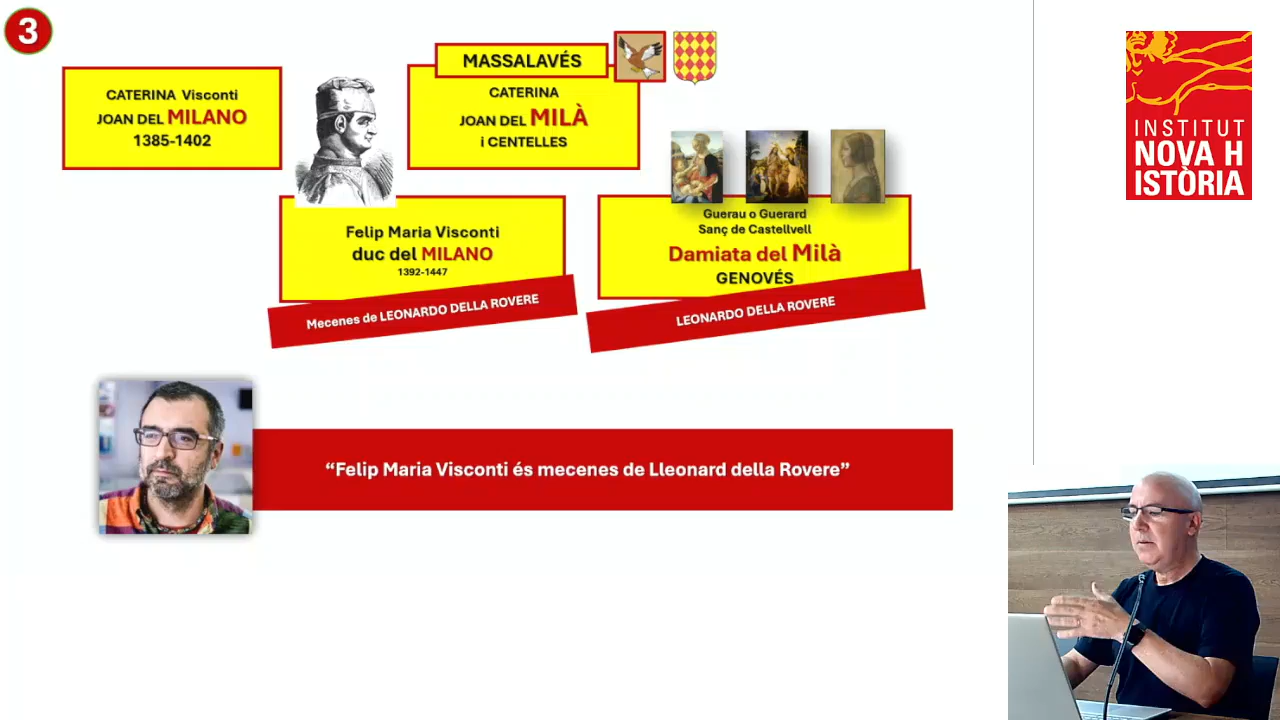 3
CATERINA Visconti
JOAN DEL MILANO
1385-1402
MASSALAVÉS
CATERINA
JOAN DEL MILÀ
i CENTELLES
Felip Maria Visconti
duc del MILANO
1392-1447
Mecenes de LEONARDO DELLA ROVERE
Guerau o Guerard
Sanç de Castellvell
Damiata del Milà
GENOVÉS
LEONARDO DELLA ROVERE
“Felip Maria Visconti és mecenes de Lleonard della Rovere”
INSTITUT
NOVA H
ISTÒRIA